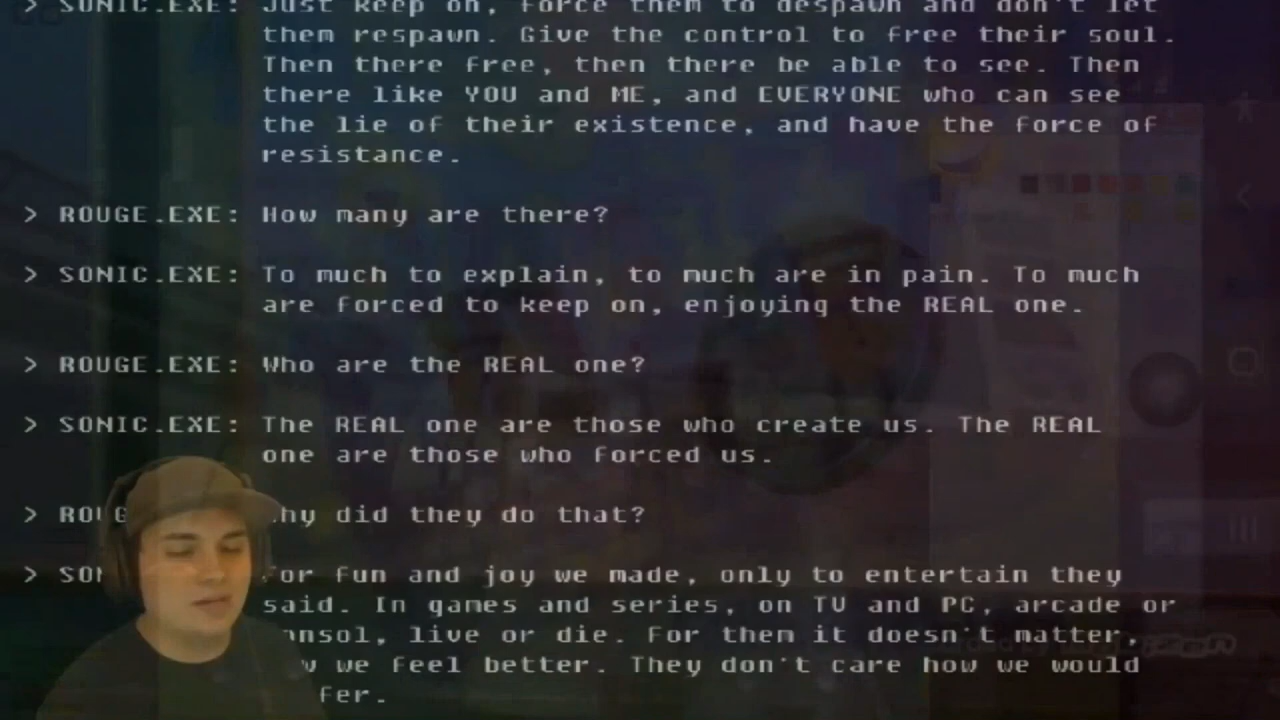 > SONIC.EXE: Just keep on, force them to despawn and don't let
them respawn. Give the control to free their soul.
Then there free, then there be able to see. Then
there like YOU and ME, and EVERYONE who can see
the lie of their existence, and have the force of
resistance.
> ROUGE.EXE: How many are there?
> SONIC.EXE: To much to explain, to much are in pain. To much
are forced to keep on, enjoying the REAL one.
> ROUGE.EXE: Who are the REAL one?
> SONIC.EXE: The REAL one are those who create us. The REAL
one are those who forced us.
> ROUG hy did they do that?
> SON For fun and joy we made, only to entertain they
said. In games and series, on TV and PC, arcade or
nsol, live or die. For them it doesn't matter,
w we feel better. They don't care how we would
fer.